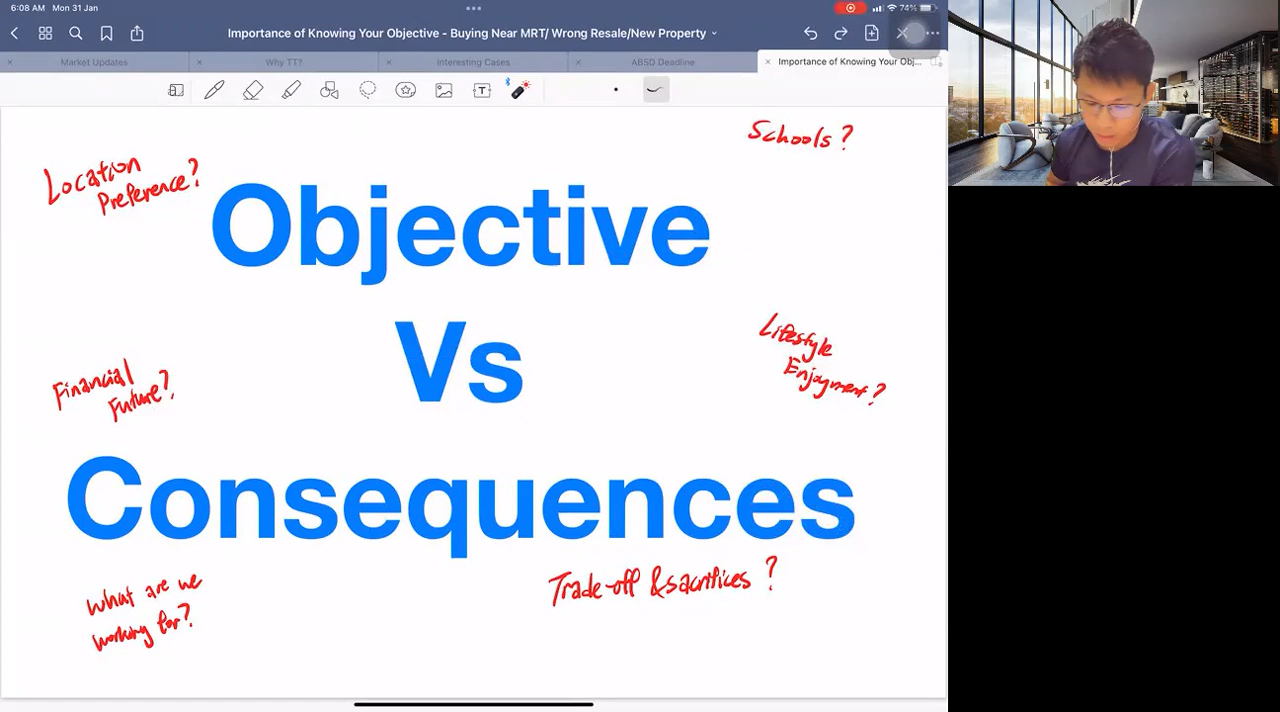 6:08 AM Mon 31 Jan
74%
Importance of Knowing Your Objective - Buying Near MRT/ Wrong Resale/New Property
Market Updates
Why TT?
Interesting Cases
ABSD Deadline
Importance of Knowing Your Obj...
Schools?
Location
Preference?
Objective
Vs
Lifestyle
Enjoyment?
Financial
Future?
Consequences
What are we
working for?
Trade-off & sacrifices?